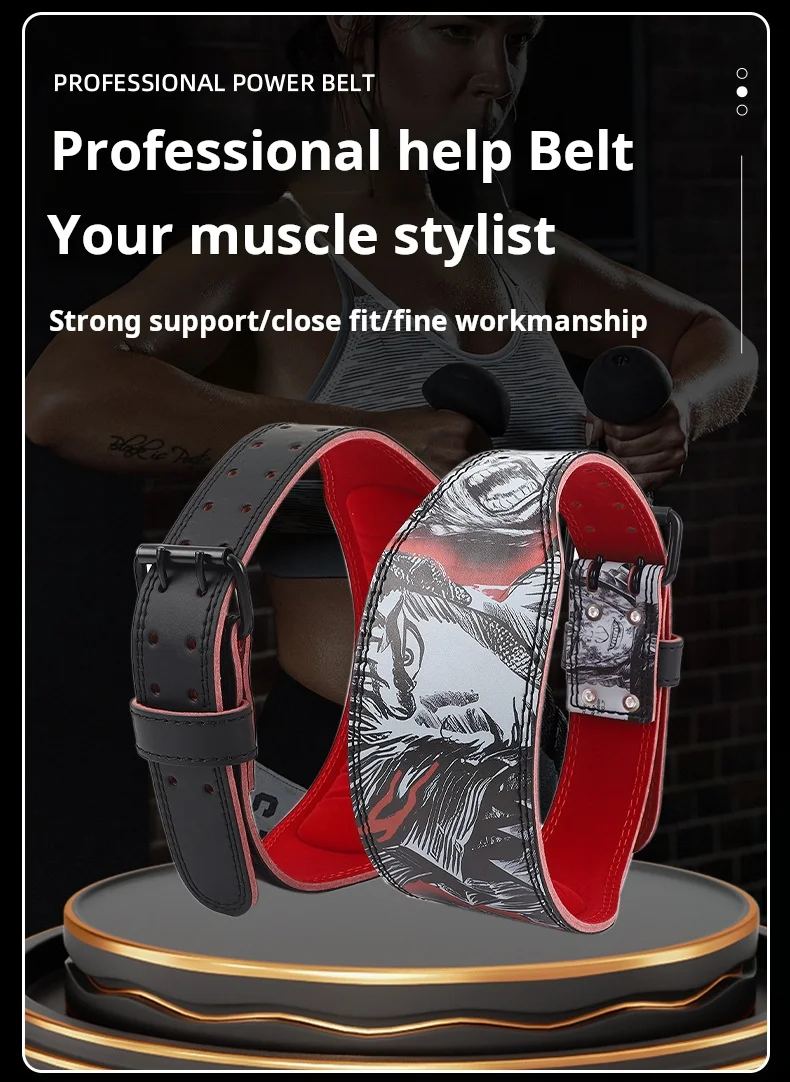 PROFESSIONAL POWER BELT
Professional help Belt
Your muscle stylist
Strong support/close fit/fine workmanship